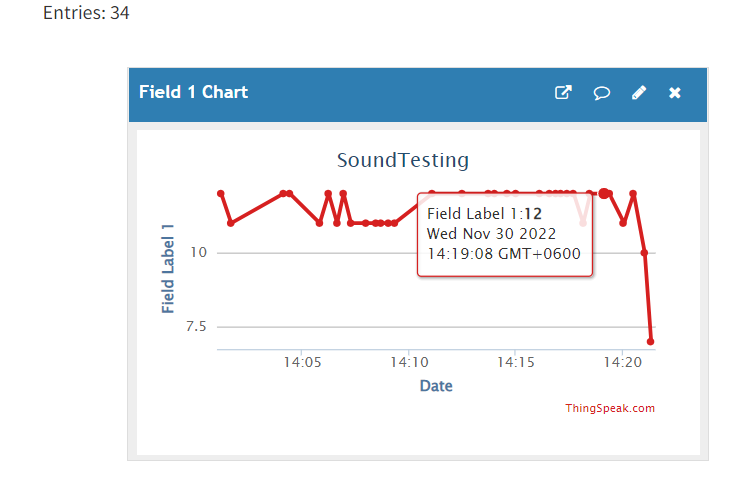 Entries: 34
Field 1 Chart
SoundTesting
Field Label 1:12
Wed Nov 30 2022
14:19:08 GMT+0600
Field Label 1
10
7.5
14:05 14:10 14:15 14:20
Date
ThingSpeak.com